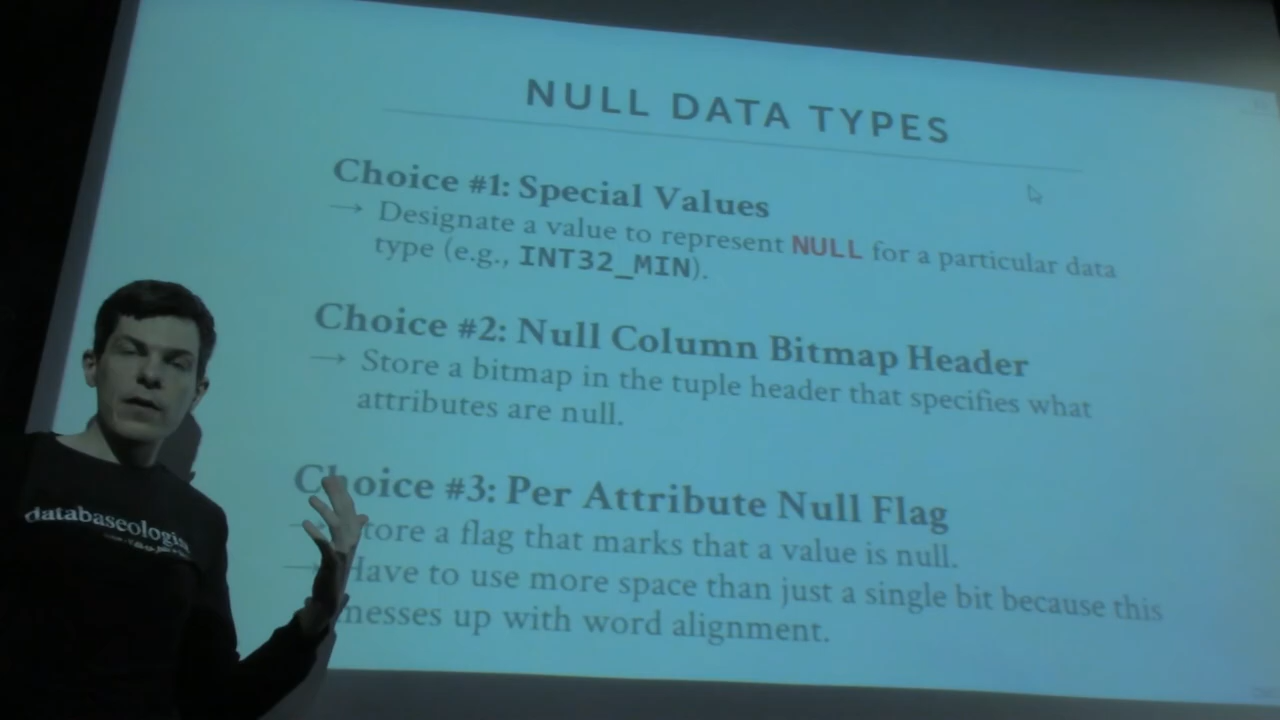 NULL DATA TYPES
Choice #1: Special Values
→ Designate a value to represent NULL for a particular data
type (e.g., INT32_MIN).
Choice #2: Null Column Bitmap Header
→ Store a bitmap in the tuple header that specifies what
attributes are null.
Choice #3: Per Attribute Null Flag
→ Store a flag that marks that a value is null.
→ Have to use more space than just a single bit because this
messes up with word alignment.
databaseologis